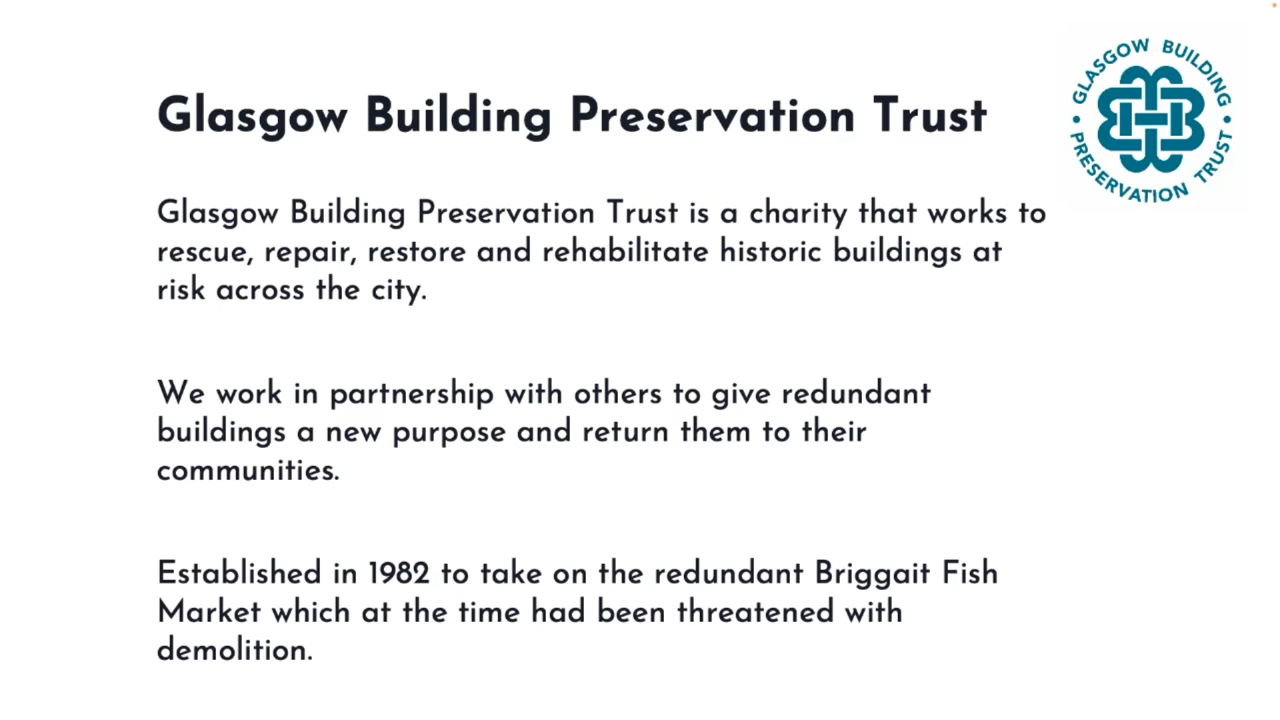 Glasgow Building Preservation Trust
GLASGOW BUILDING
PRESERVATION TRUST
Glasgow Building Preservation Trust is a charity that works to
rescue, repair, restore and rehabilitate historic buildings at
risk across the city.
We work in partnership with others to give redundant
buildings a new purpose and return them to their
communities.
Established in 1982 to take on the redundant Briggait Fish
Market which at the time had been threatened with
demolition.